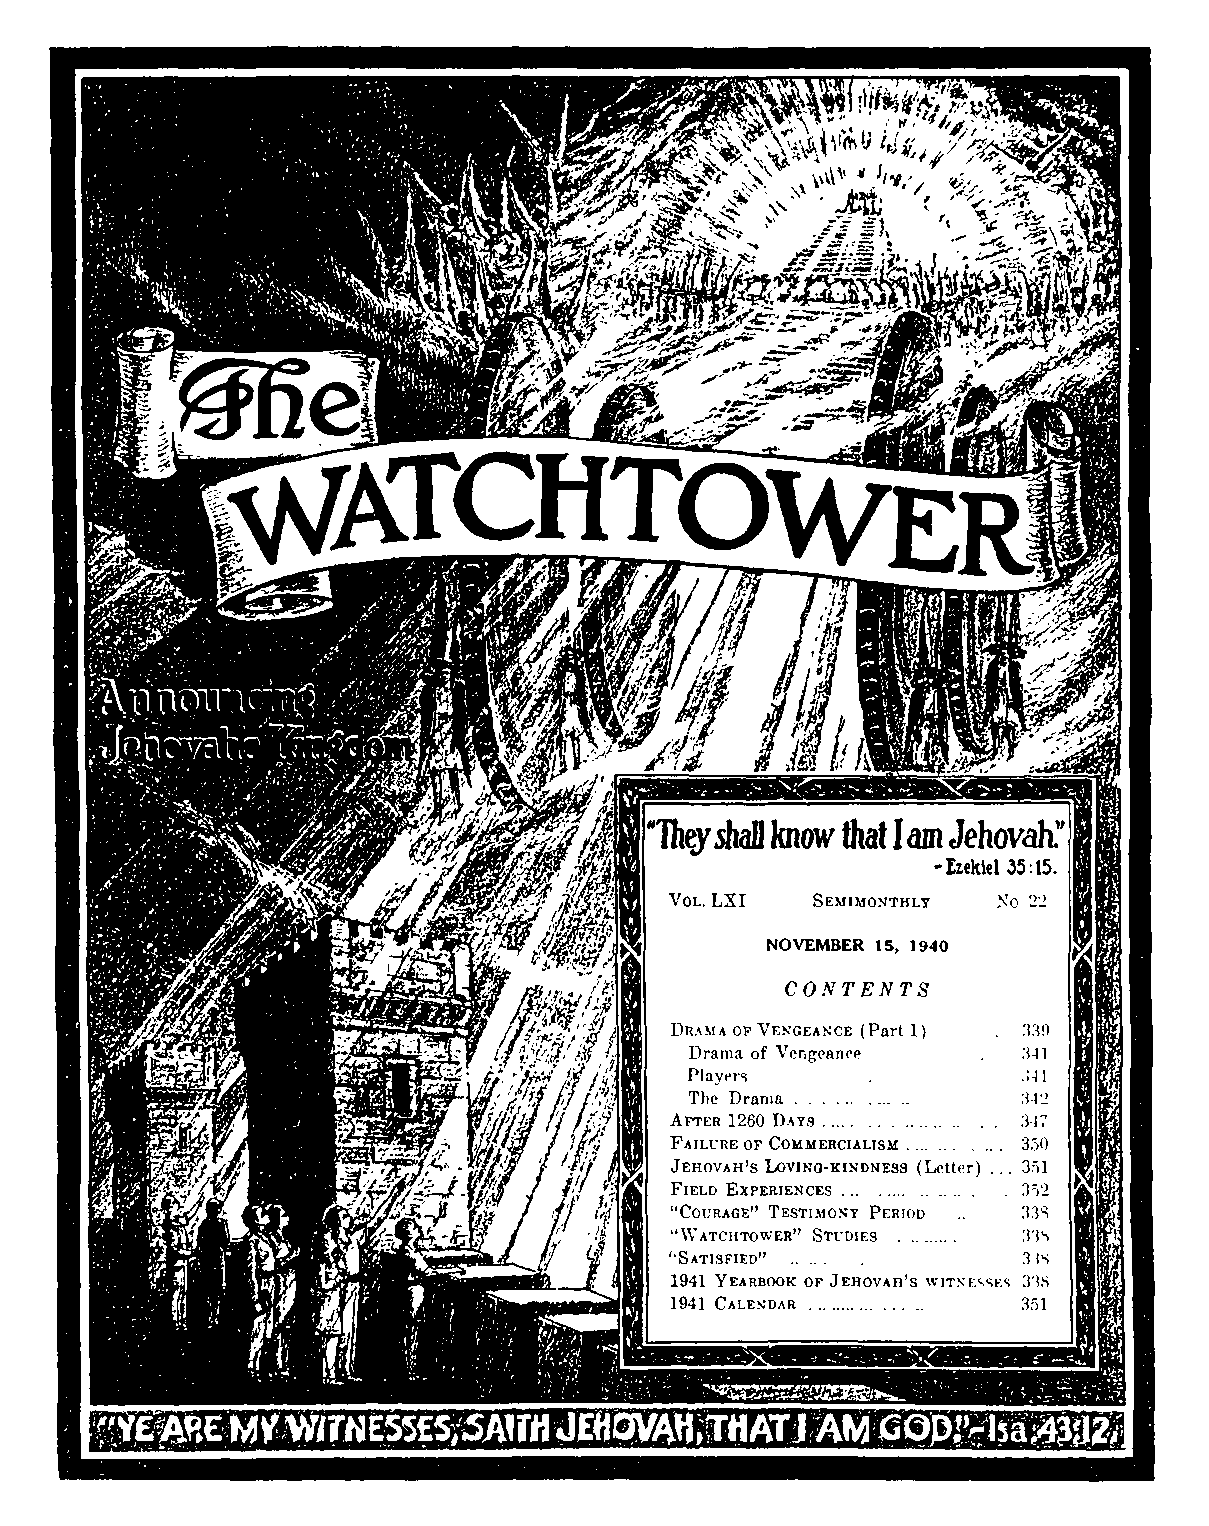 The
WATCHTOWER
Announcing
Jehovah's Kingdom
"They shall know that I am Jehovah."
- Ezekiel 35:15.
VOL. LXI SEMIMONTHLY No 22
NOVEMBER 15, 1940
CONTENTS
DRAMA OF VENGEANCE (Part 1) . 339
Drama of Vengeance . 341
Players . 341
The Drama . . . . . . . . . . . 342
AFTER 1260 DAYS . . . . . . . . . . . . . . . . 347
FAILURE OF COMMERCIALISM . . . . . . . . . 350
JEHOVAH'S LOVING-KINDNESS (Letter) . . . 351
FIELD EXPERIENCES . . . . . . . . . . . . . . 352
"COURAGE" TESTIMONY PERIOD .. 338
"WATCHTOWER" STUDIES . ........ 338
"SATISFIED" .. ... . . 338
1941 YEARBOOK OF JEHOVAH'S WITNESSES 338
1941 CALENDAR . . . . . . . . . . . . . 351
"YE ARE MY WITNESSES, SAITH JEHOVAH, THAT I AM GOD."-Isa.43:12.